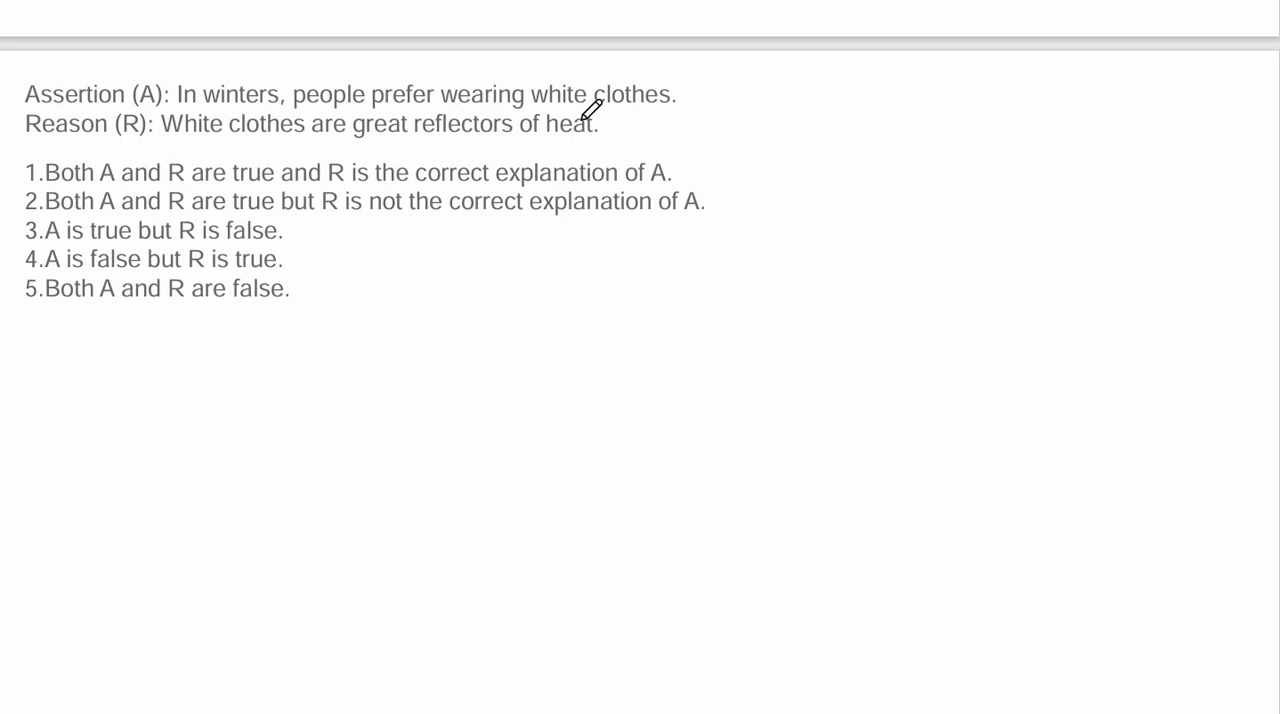 Assertion (A): In winters, people prefer wearing white clothes.
Reason (R): White clothes are great reflectors of heat.
1.Both A and R are true and R is the correct explanation of A.
2.Both A and R are true but R is not the correct explanation of A.
3.A is true but R is false.
4.A is false but R is true.
5.Both A and R are false.